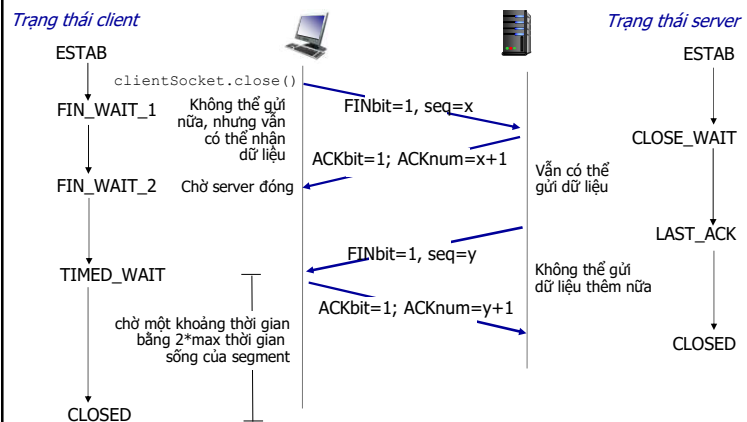 Trạng thái client
Trạng thái server
ESTAB
ESTAB
clientSocket.close()
FIN_WAIT_1
Không thể gửi
nữa, nhưng vẫn
có thể nhận
dữ liệu
FINbit=1, seq=x
CLOSE_WAIT
ACKbit=1; ACKnum=x+1
Vẫn có thể
gửi dữ liệu
FIN_WAIT_2
Chờ server đóng
LAST_ACK
FINbit=1, seq=y
TIMED_WAIT
Không thể gửi
dữ liệu thêm nữa
ACKbit=1; ACKnum=y+1
chờ một khoảng thời gian
bằng 2*max thời gian
sống của segment
CLOSED
CLOSED